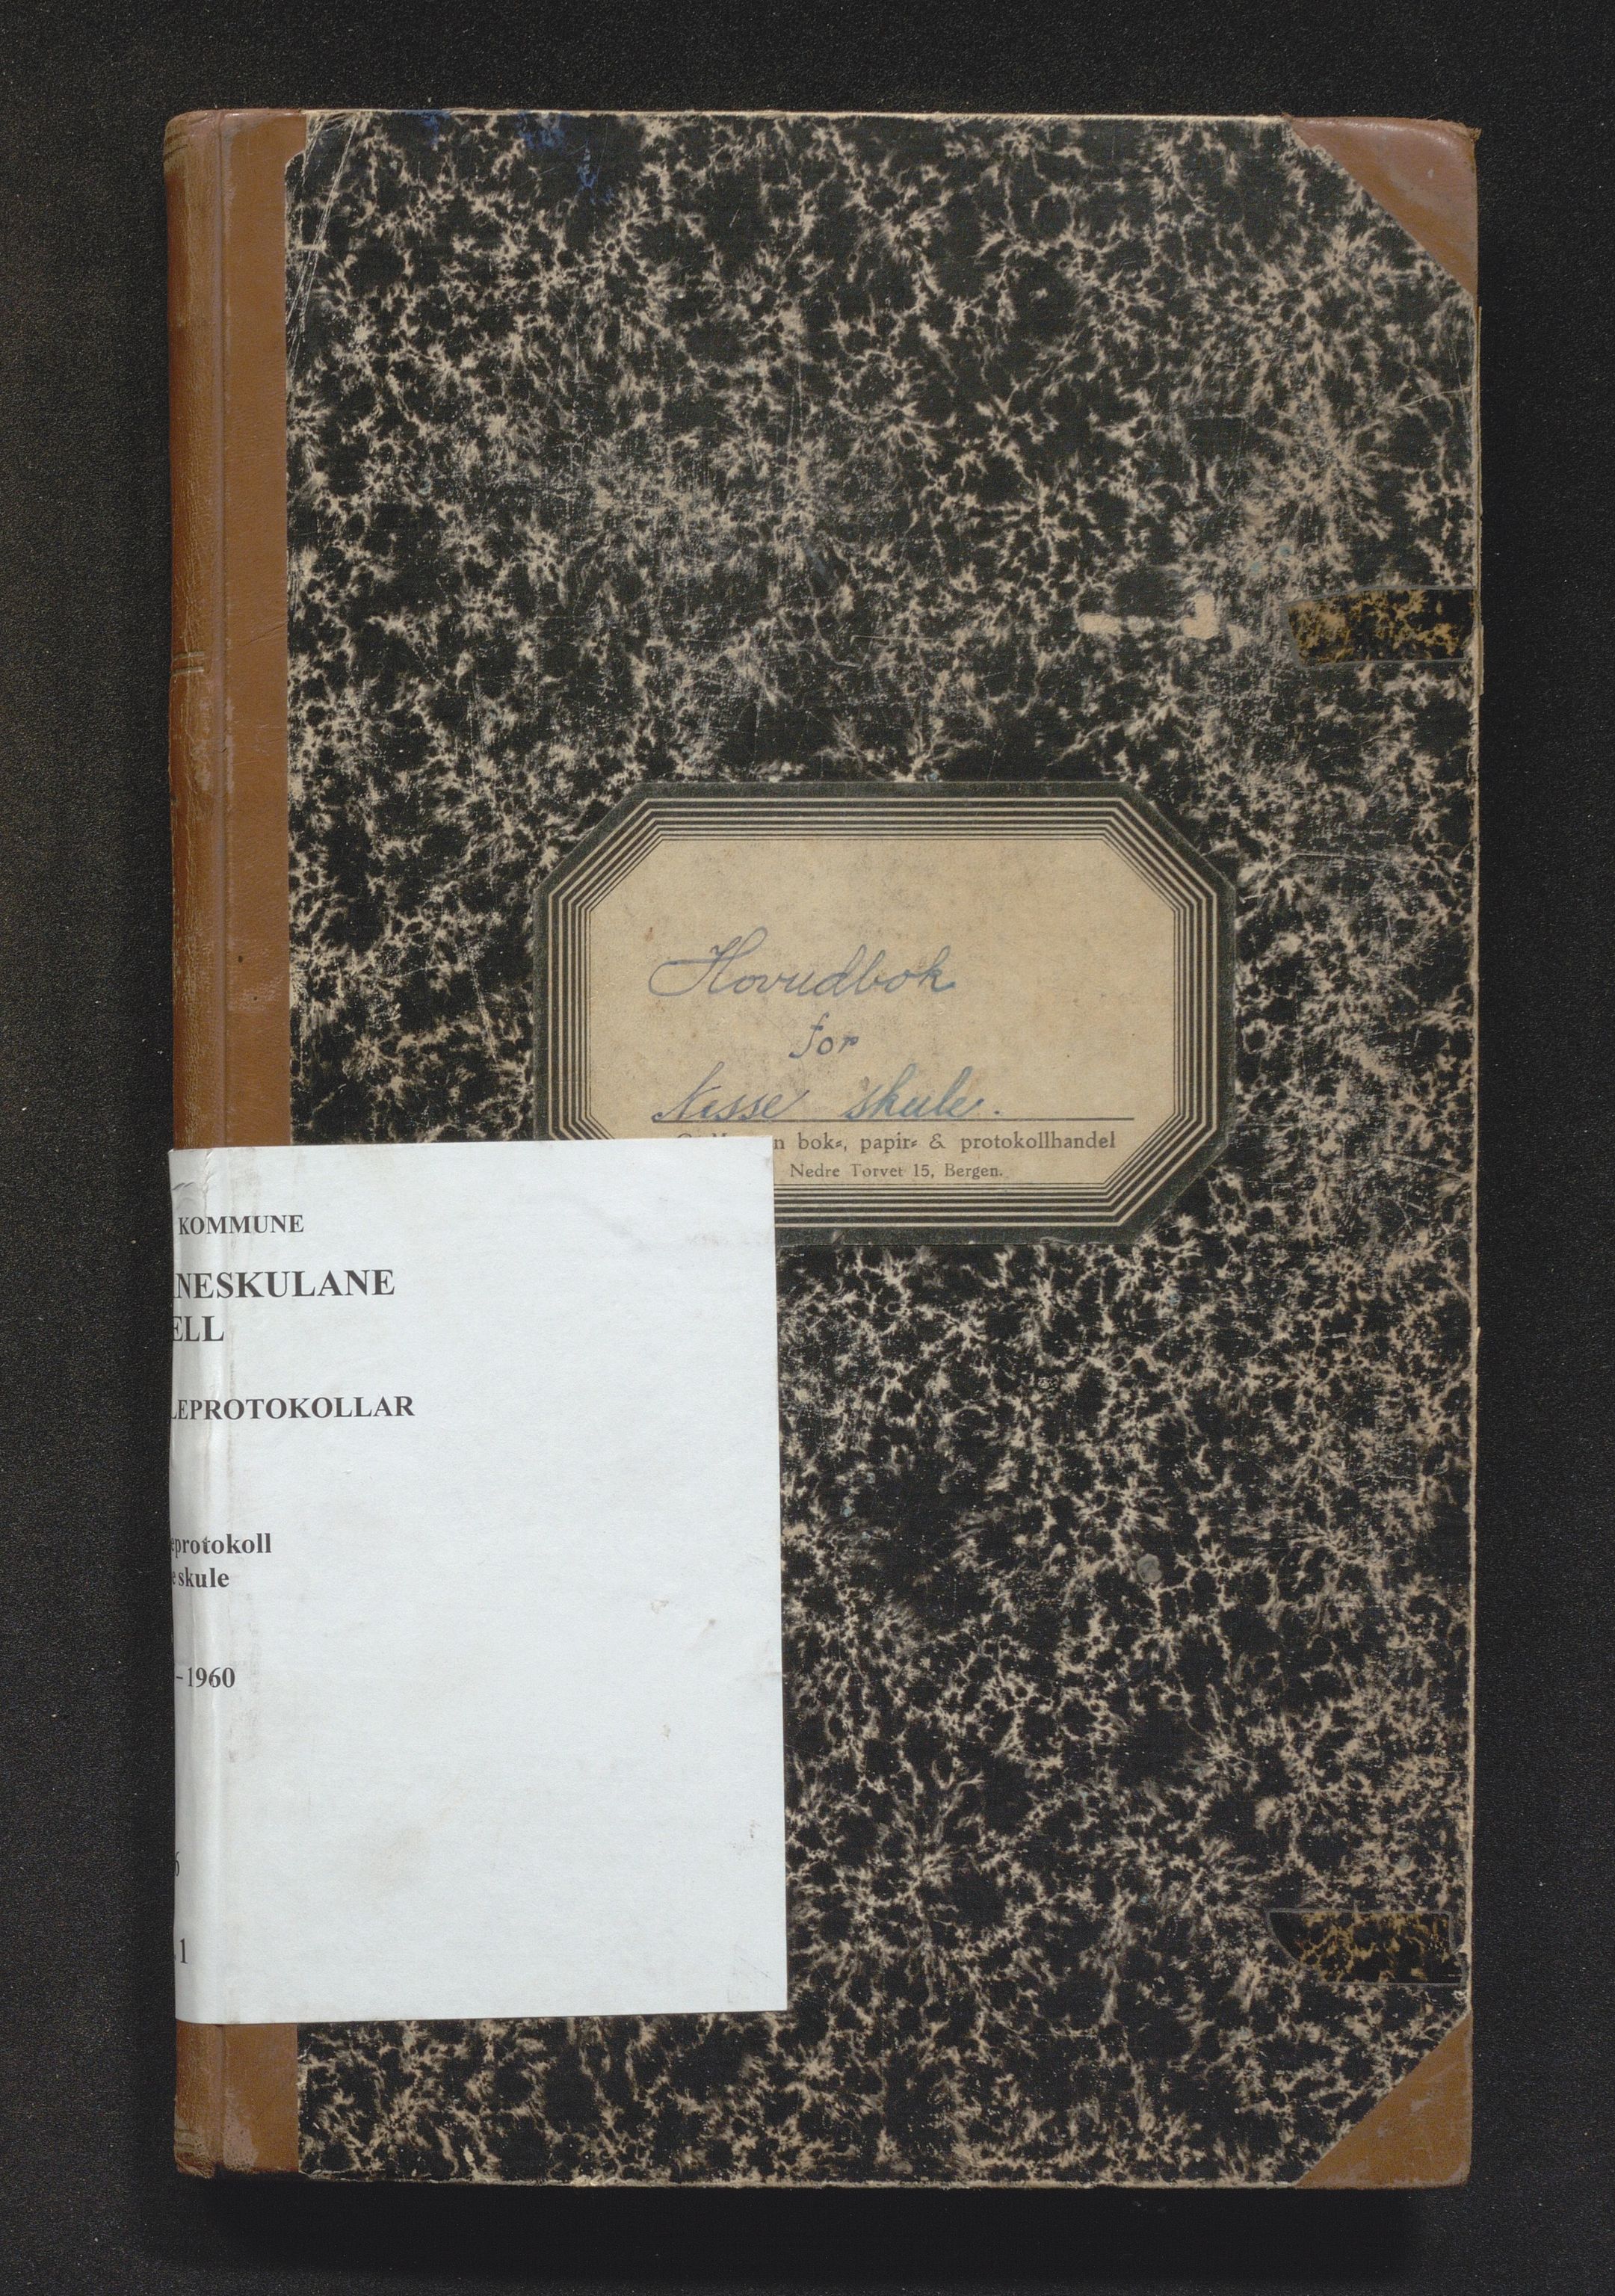 Hovudbok
for
Nesse skule.
n bok-, papir- & protokollhandel
Nedre Torvet 15, Bergen.
KOMMUNE
NESKULANE
ELL
LEPROTOKOLLAR
eprotokoll
e skule
– 1960
6
1